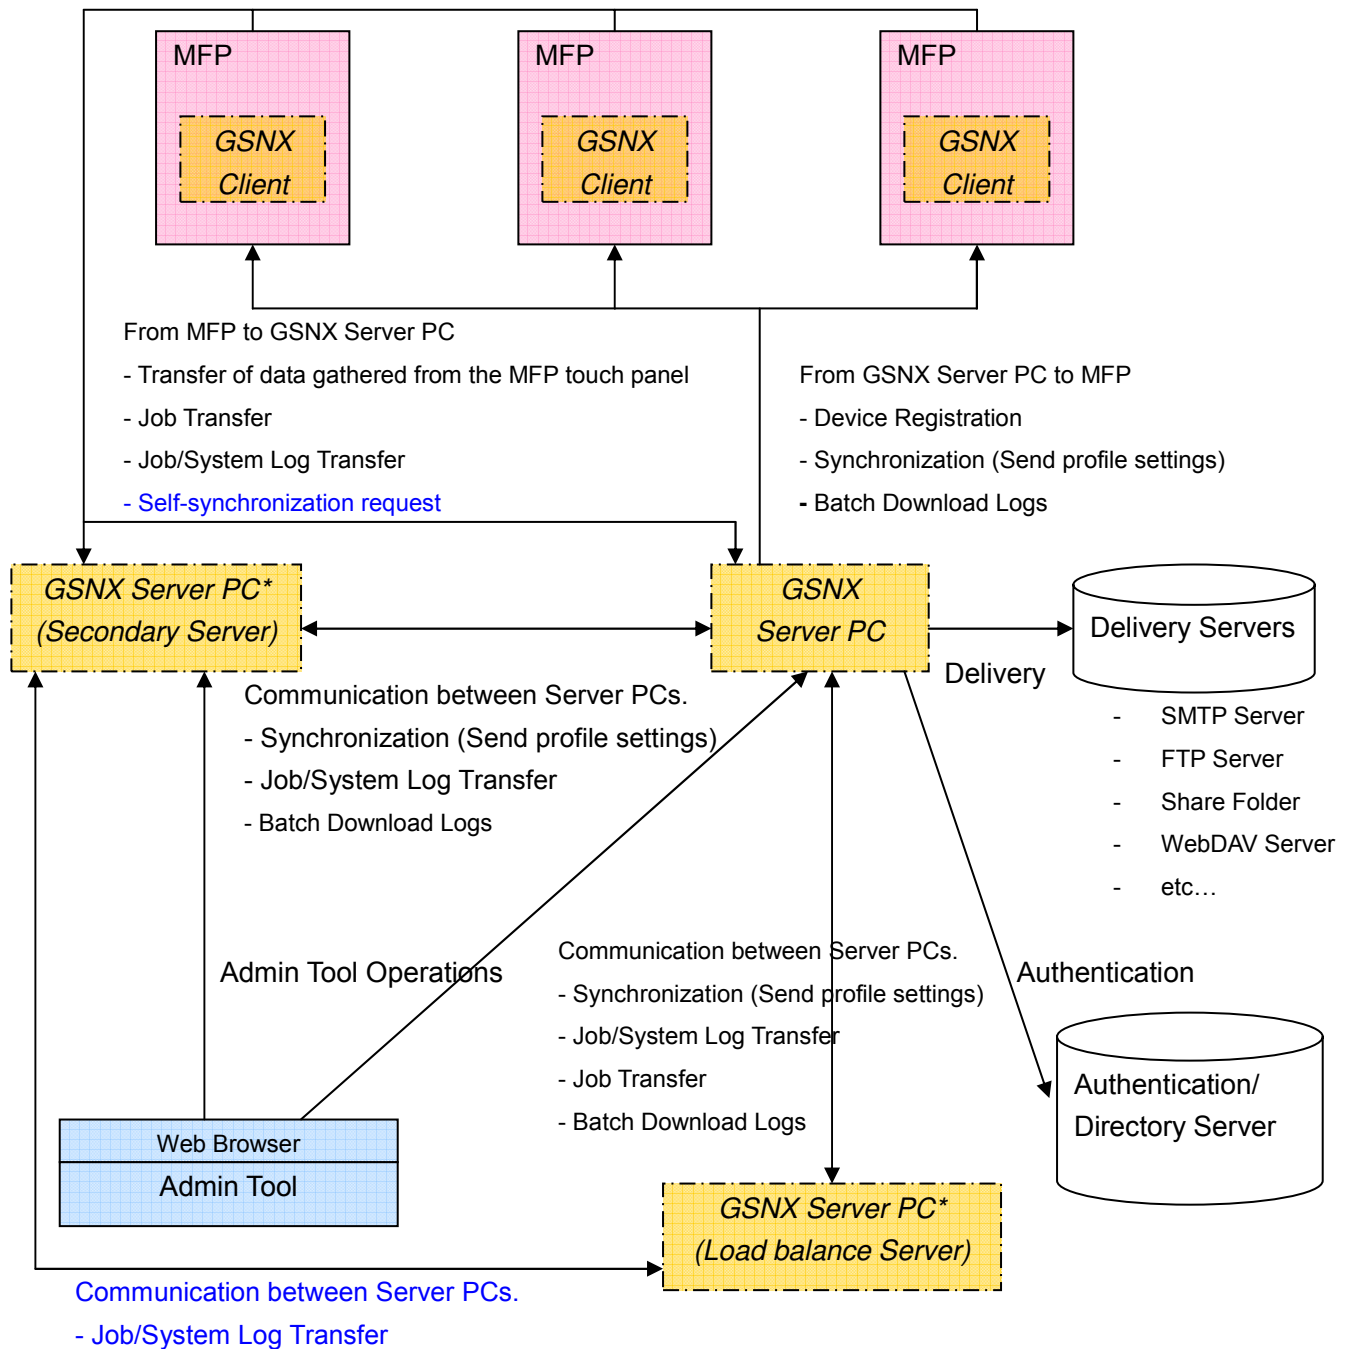 MFP
GSNX
Client
MFP
GSNX
Client
MFP
GSNX
Client
From MFP to GSNX Server PC
- Transfer of data gathered from the MFP touch panel
- Job Transfer
- Job/System Log Transfer
- Self-synchronization request
From GSNX Server PC to MFP
- Device Registration
- Synchronization (Send profile settings)
- Batch Download Logs
GSNX Server PC*
(Secondary Server)
GSNX
Server PC
Delivery Servers
Delivery
- SMTP Server
- FTP Server
- Share Folder
- WebDAV Server
- etc…
Communication between Server PCs.
- Synchronization (Send profile settings)
- Job/System Log Transfer
- Batch Download Logs
Admin Tool Operations
Communication between Server PCs.
- Synchronization (Send profile settings)
- Job/System Log Transfer
- Job Transfer
- Batch Download Logs
Authentication
Authentication/
Directory Server
Web Browser
Admin Tool
GSNX Server PC*
(Load balance Server)
Communication between Server PCs.
- Job/System Log Transfer